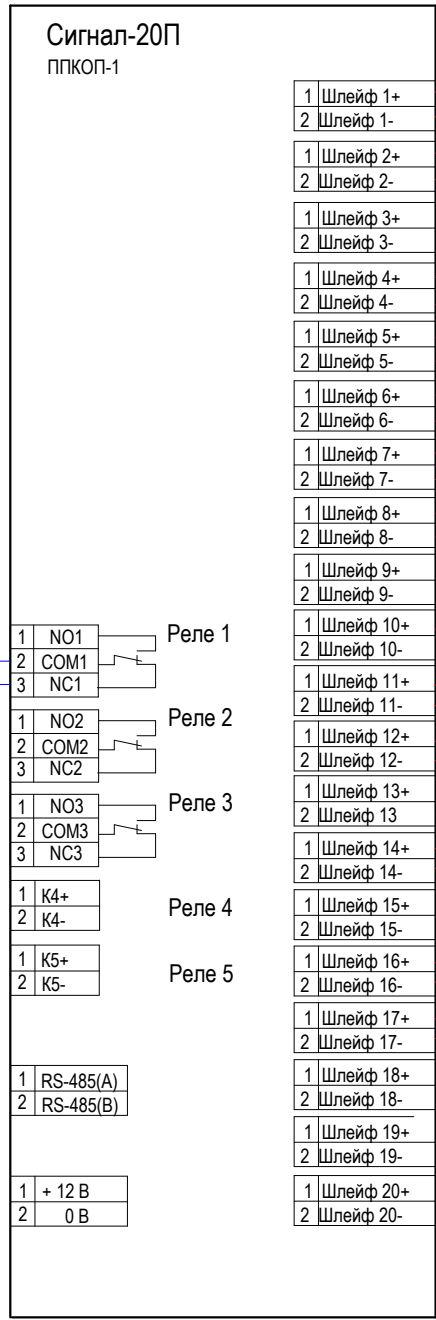 Сигнал-20П
ППКОП-1
1 Шлейф 1+
2 Шлейф 1-
1 Шлейф 2+
2 Шлейф 2-
1 Шлейф 3+
2 Шлейф 3-
1 Шлейф 4+
2 Шлейф 4-
1 Шлейф 5+
2 Шлейф 5-
1 Шлейф 6+
2 Шлейф 6-
1 Шлейф 7+
2 Шлейф 7-
1 Шлейф 8+
2 Шлейф 8-
1 Шлейф 9+
2 Шлейф 9-
1 Шлейф 10+
2 Шлейф 10-
1 Шлейф 11+
2 Шлейф 11-
1 Шлейф 12+
2 Шлейф 12-
1 Шлейф 13+
2 Шлейф 13
1 Шлейф 14+
2 Шлейф 14-
1 Шлейф 15+
2 Шлейф 15-
1 Шлейф 16+
2 Шлейф 16-
1 Шлейф 17+
2 Шлейф 17-
1 Шлейф 18+
2 Шлейф 18-
1 Шлейф 19+
2 Шлейф 19-
1 Шлейф 20+
2 Шлейф 20-
1 NO1 Реле 1
2 COM1
3 NC1
1 NO2 Реле 2
2 COM2
3 NC2
1 NO3 Реле 3
2 COM3
3 NC3
1 К4+ Реле 4
2 К4-
1 К5+ Реле 5
2 К5-
1 RS-485(A)
2 RS-485(B)
1 + 12 В
2 0 В